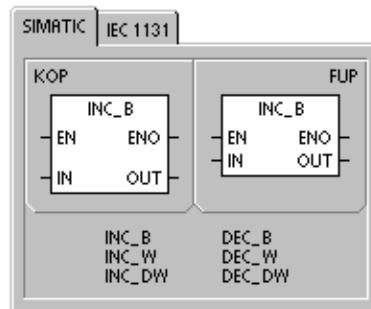 SIMATIC IEC 1131
KOP FUP
INC_B INC_B
EN ENO EN ENO
IN OUT IN OUT
INC_B DEC_B
INC_W DEC_W
INC_DW DEC_DW